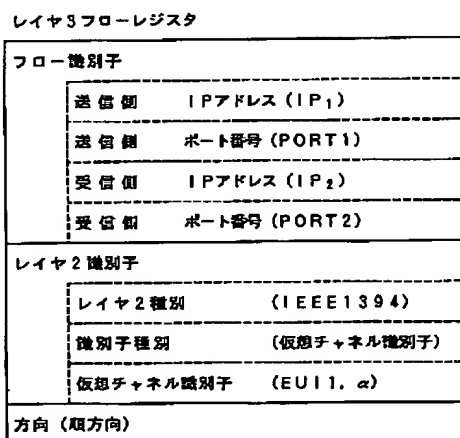 レイヤ3フローレジスタ
フロー識別子
送信側 IPアドレス (IP₁)
送信側 ポート番号 (PORT1)
受信側 IPアドレス (IP₂)
受信側 ポート番号 (PORT2)
レイヤ2識別子
レイヤ2種別 (IEEE1394)
識別子種別 (仮想チャネル識別子)
仮想チャネル識別子 (EUI1, α)
方向 (順方向)